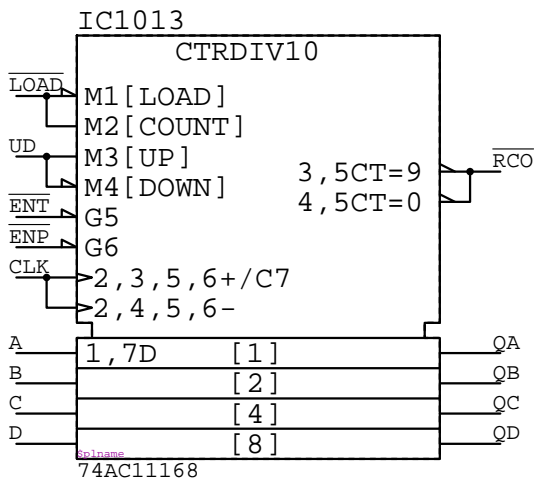 IC1013
CTRDIV10
LOAD
M1[LOAD]
M2[COUNT]
UD
M3[UP]
M4[DOWN]
3,5CT=9
RCO
4,5CT=0
ENT
G5
ENP
G6
CLK
2,3,5,6+/C7
2,4,5,6-
A
1,7D
[1]
QA
B
[2]
QB
C
[4]
QC
D
[8]
QD
Splname
74AC11168